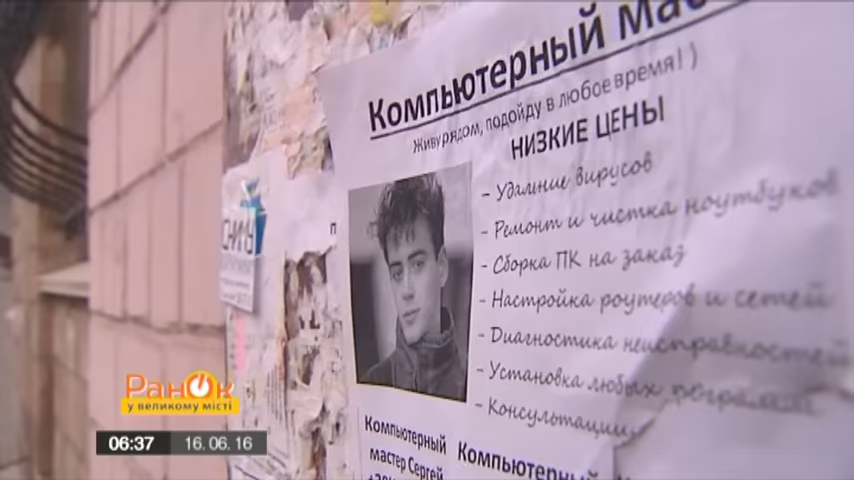 Компьютерный мас
Живу рядом, подойду в любое время!)
НИЗКИЕ ЦЕНЫ
- Удаление вирусов
- Ремонт и чистка ноутбуков
- Сборка ПК на заказ
- Настройка роутеров и сетей
- Диагностика неисправностей
- Установка любых программ
- Консультации
СНИМУ
Компьютерный
мастер Сергей
Компьютерный
РанОк
у великому місті
06:37 16.06.16